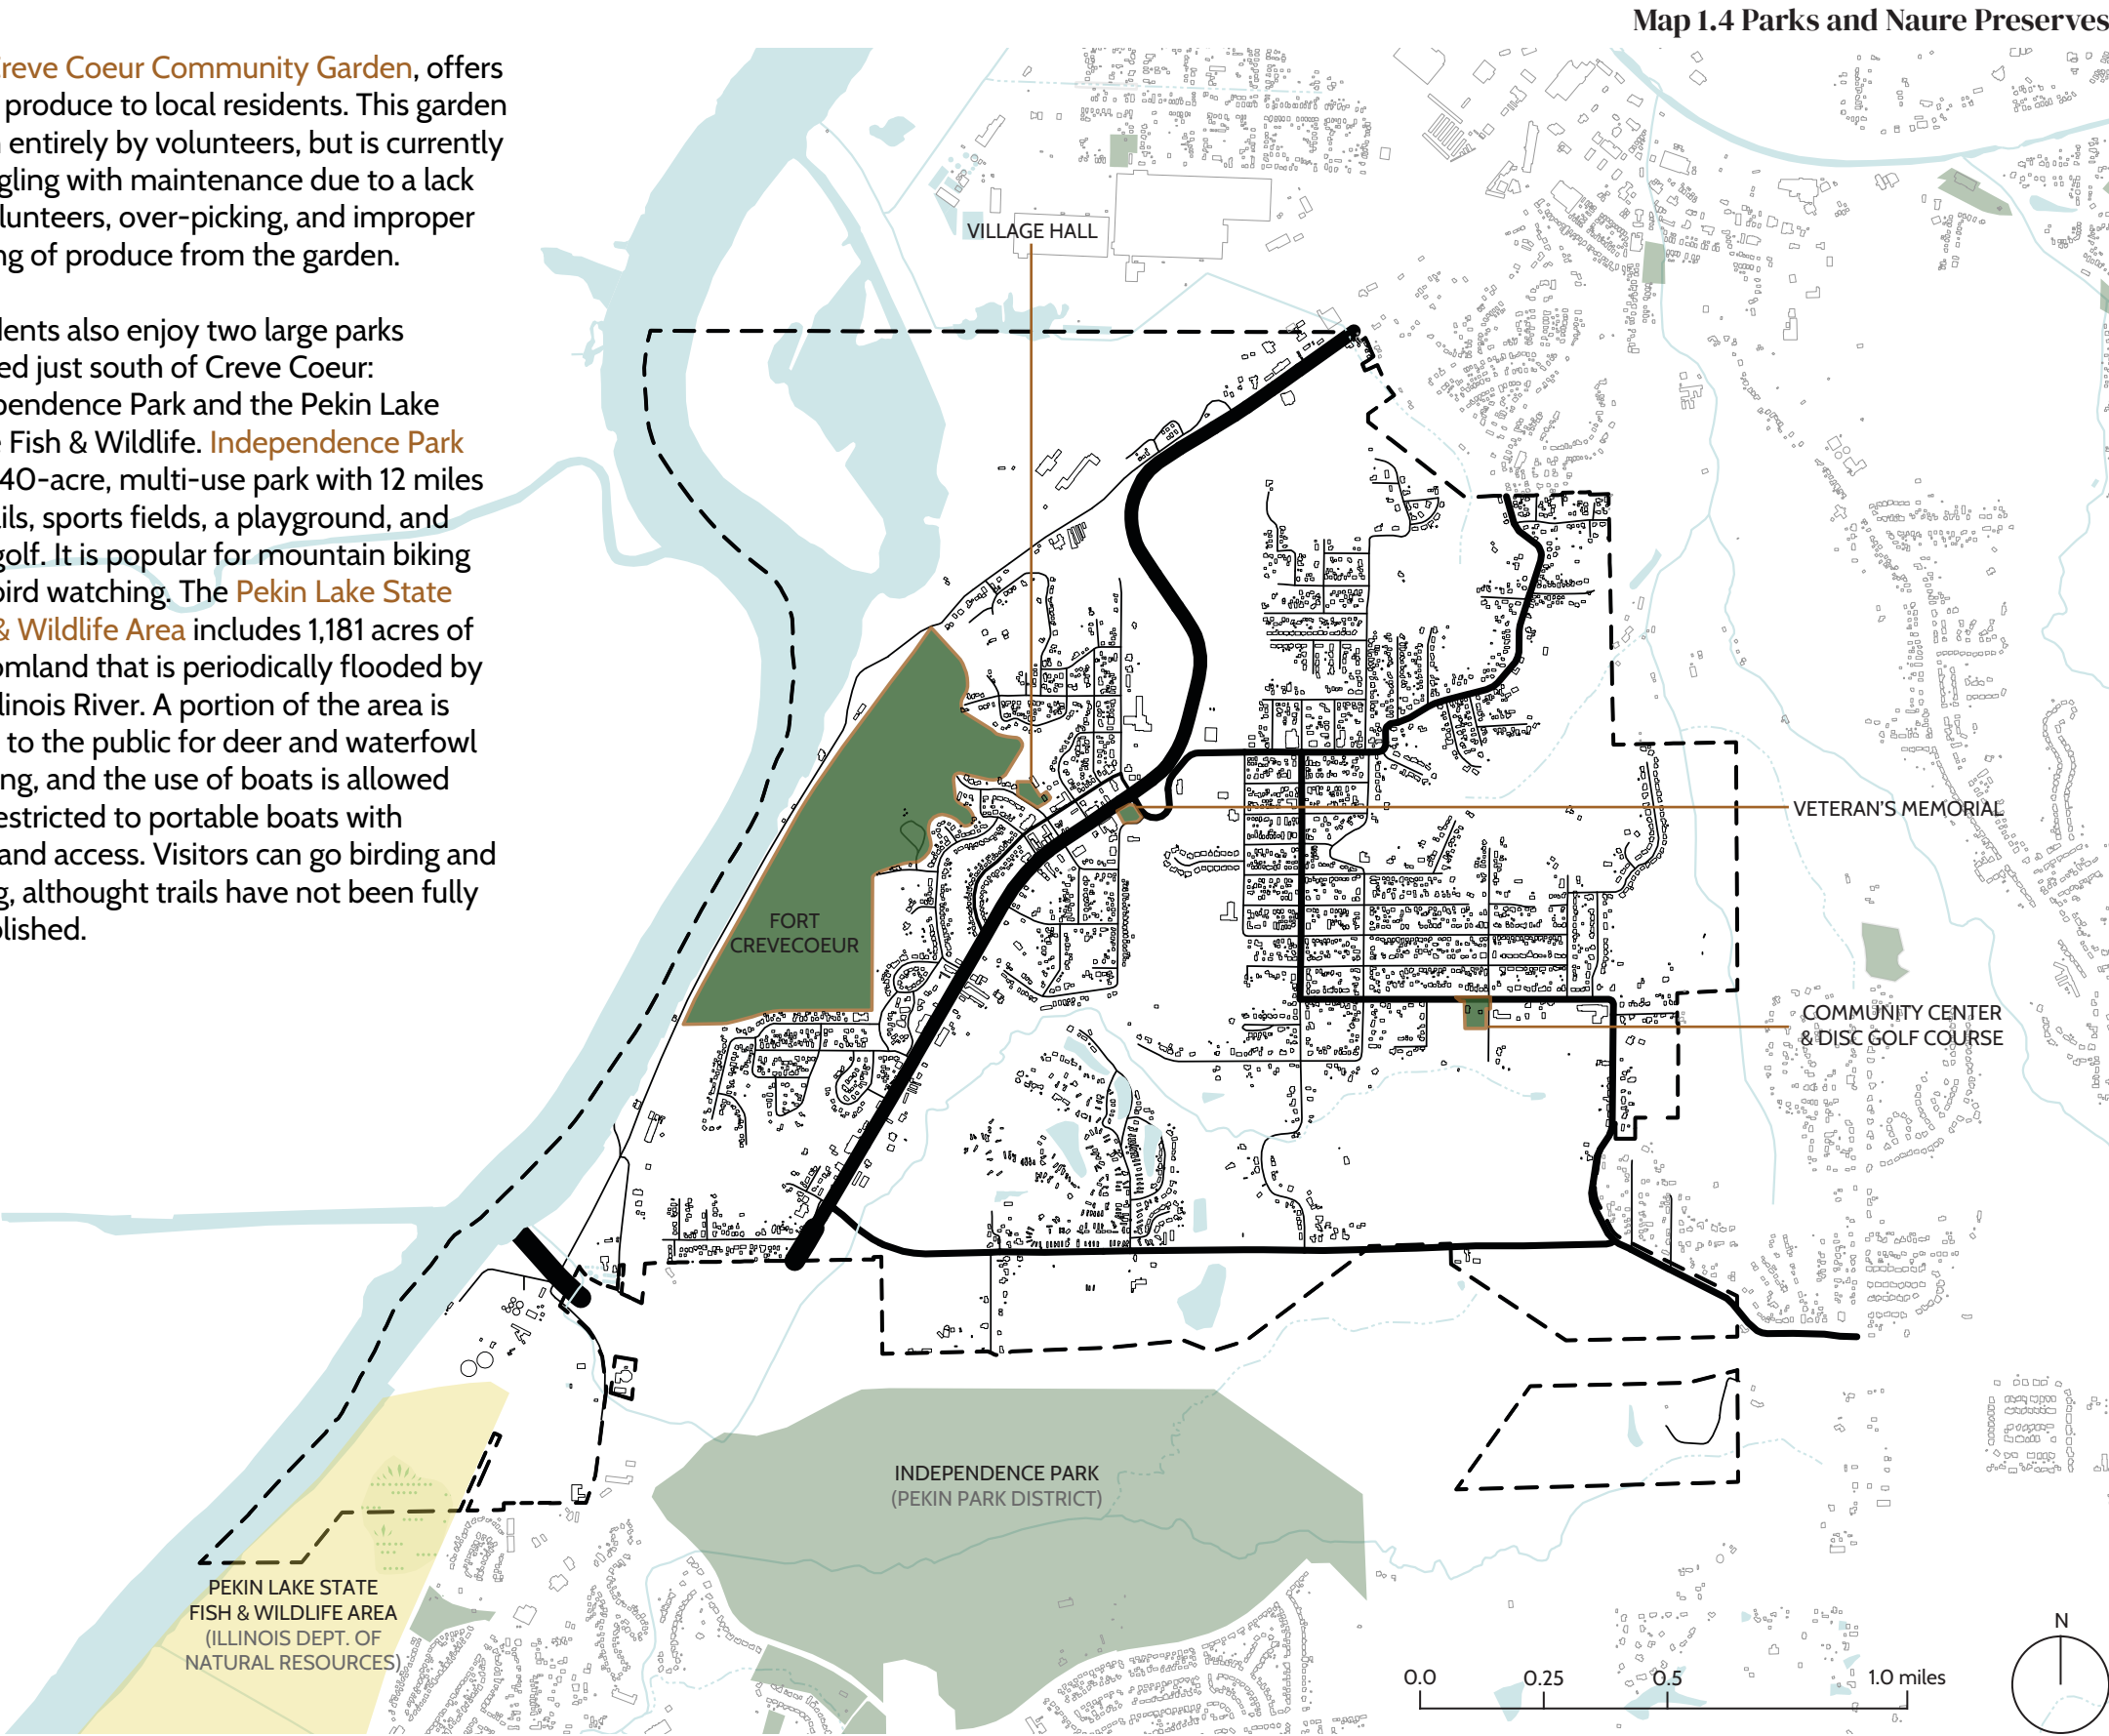 Map 1.4 Parks and Naure Preserves
Creve Coeur Community Garden, offers
produce to local residents. This garden
entirely by volunteers, but is currently
gling with maintenance due to a lack
lunteers, over-picking, and improper
ng of produce from the garden.
dents also enjoy two large parks
ed just south of Creve Coeur:
pendence Park and the Pekin Lake
e Fish & Wildlife. Independence Park
40-acre, multi-use park with 12 miles
ils, sports fields, a playground, and
golf. It is popular for mountain biking
bird watching. The Pekin Lake State
& Wildlife Area includes 1,181 acres of
omland that is periodically flooded by
llinois River. A portion of the area is
to the public for deer and waterfowl
ng, and the use of boats is allowed
estricted to portable boats with
and access. Visitors can go birding and
g, althought trails have not been fully
blished.
VILLAGE HALL
VETERAN'S MEMORIAL
FORT
CREVECOEUR
COMMUNITY CENTER
& DISC GOLF COURSE
INDEPENDENCE PARK
(PEKIN PARK DISTRICT)
PEKIN LAKE STATE
FISH & WILDLIFE AREA
(ILLINOIS DEPT. OF
NATURAL RESOURCES)
N
0.0 0.25 0.5 1.0 miles